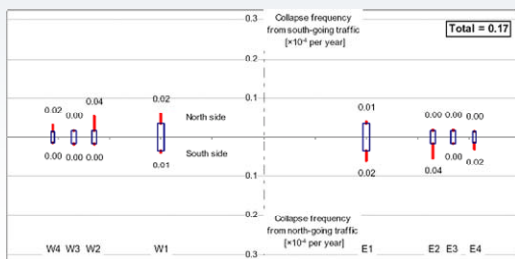 0.3
Collapse frequency
from south-going traffic
[×10⁻⁴ per year]
Total = 0.17
0.2
0.1
0.02 0.00 0.04 0.02 0.01 0.00 0.00 0.00
North side
0
South side
0.00 0.00 0.00 0.01 0.02 0.04 0.00 0.02
0.1
0.2
Collapse frequency
from north-going traffic
[×10⁻⁴ per year]
W4 W3 W2 W1 E1 E2 E3 E4
0.3